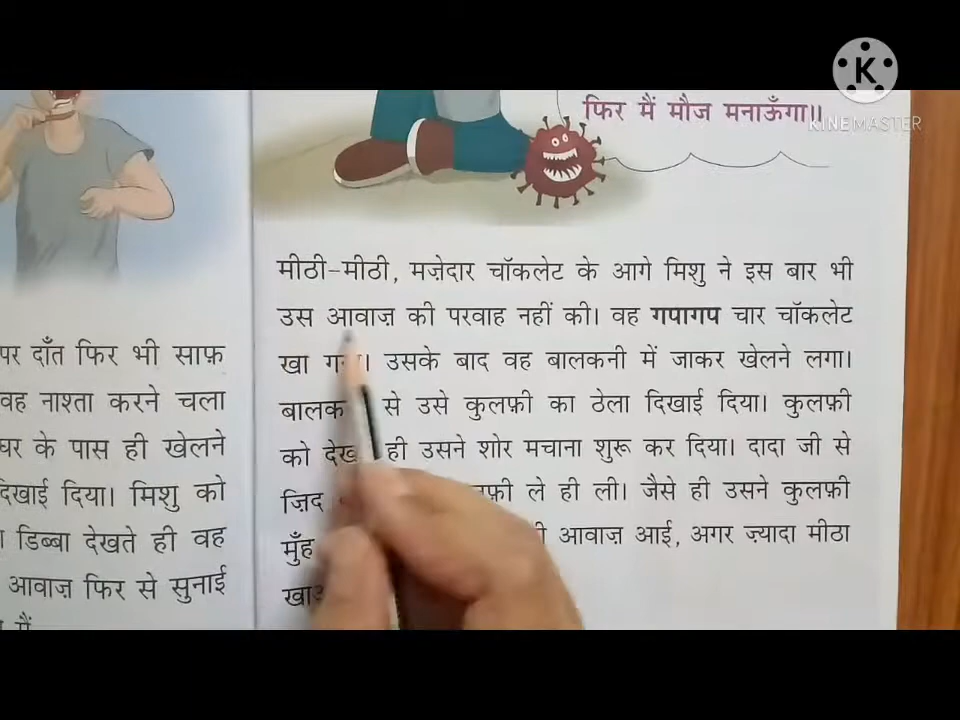 फिर मैं मौज मनाऊँगा॥
KINEMASTER
मीठी-मीठी, मज़ेदार चॉकलेट के आगे मिशु ने इस बार भी
उस आवाज़ की परवाह नहीं की। वह गपागप चार चॉकलेट
खा उसके बाद वह बालकनी में जाकर खेलने लगा।
से उसे कुलफ़ी का ठेला दिखाई दिया। कुलफ़ी
को ही उसने शोर मचाना शुरू कर दिया। दादा जी से
ज़िद ले ही ली। जैसे ही उसने कुलफ़ी
मुँह आवाज़ आई, अगर ज़्यादा मीठा
पर दाँत फिर भी साफ़
वह नाश्ता करने चला
घर के पास ही खेलने
दिखाई दिया। मिशु को
डिब्बा देखते ही वह
आवाज़ फिर से सुनाई